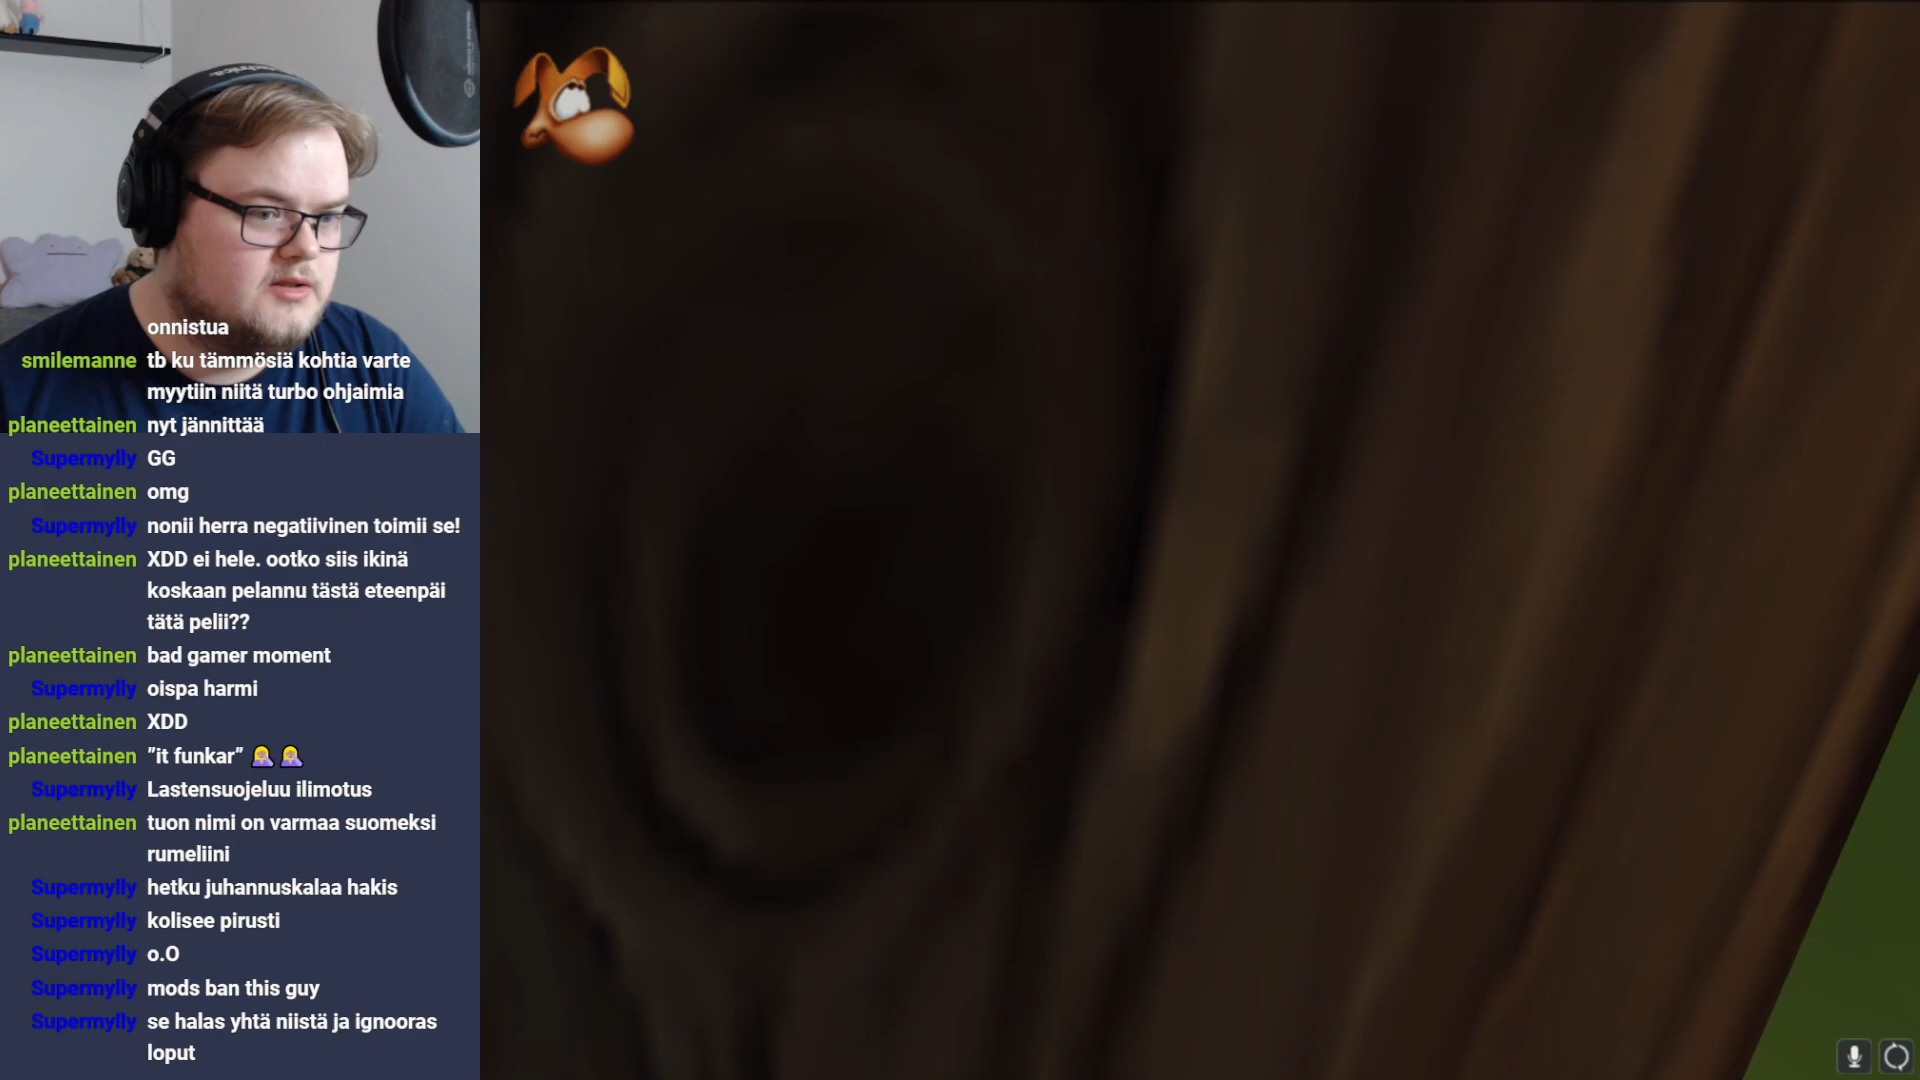 onnistua
smilemanne tb ku tämmösiä kohtia varte
myytiin niitä turbo ohjaimia
planeettainen nyt jännittää
Supermylly GG
planeettainen omg
Supermylly nonii herra negatiivinen toimii se!
planeettainen XDD ei hele. ootko siis ikinä
koskaan pelannu tästä eteenpäi
tätä pelii??
planeettainen bad gamer moment
Supermylly oispa harmi
planeettainen XDD
planeettainen ”it funkar” 🤦‍♀️ 🤦‍♀️
Supermylly Lastensuojeluu ilimotus
planeettainen tuon nimi on varmaa suomeksi
rumeliini
Supermylly hetku juhannuskalaa hakis
Supermylly kolisee pirusti
Supermylly o.O
Supermylly mods ban this guy
Supermylly se halas yhtä niistä ja ignooras
loput